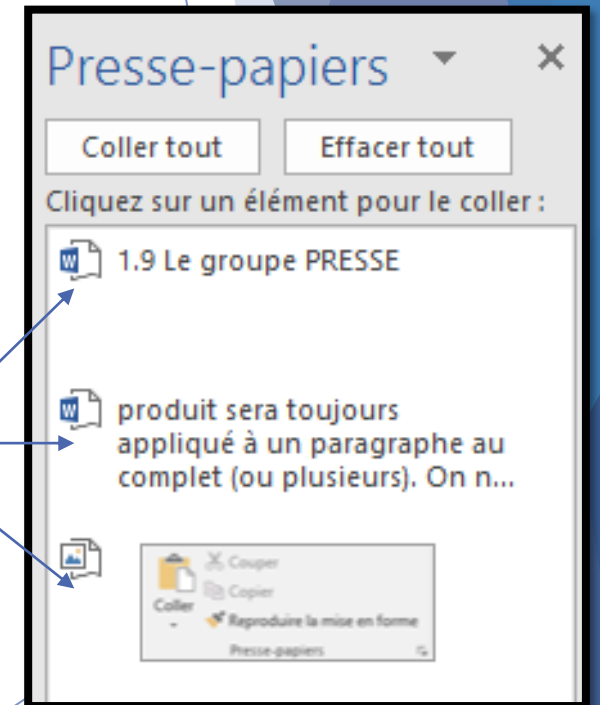 Presse-papiers
Coller tout Effacer tout
Cliquez sur un élément pour le coller :
1.9 Le groupe PRESSE
produit sera toujours
appliqué à un paragraphe au
complet (ou plusieurs). On n...
Couper
Copier
Coller
Reproduire la mise en forme
Presse-papiers